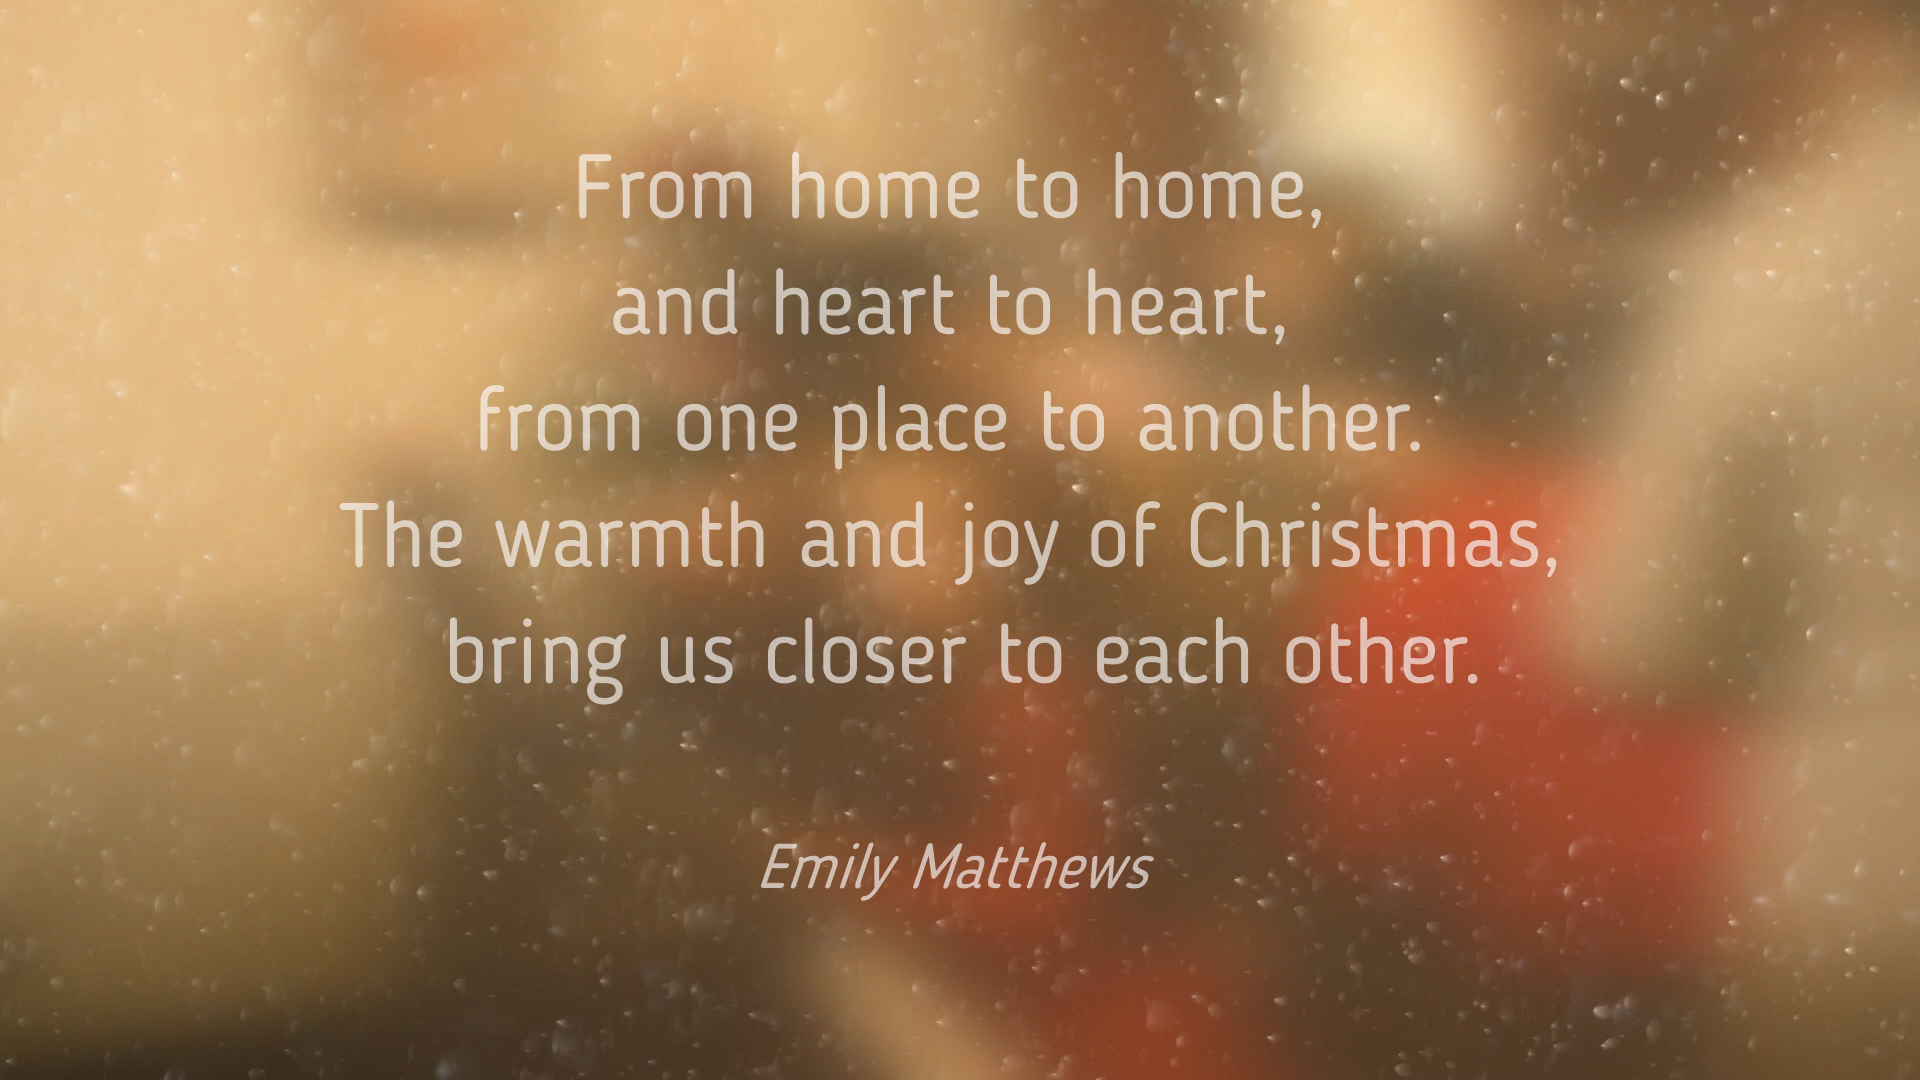 From home to home,
and heart to heart,
from one place to another.
The warmth and joy of Christmas,
bring us closer to each other.
Emily Matthews